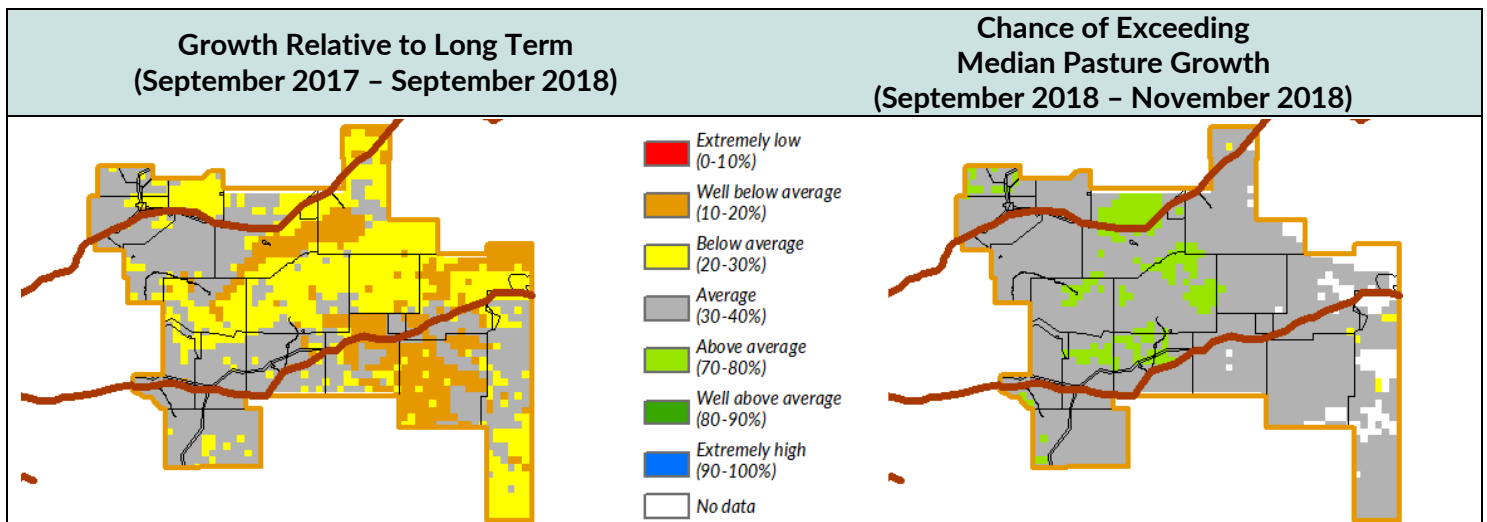 Growth Relative to Long Term
(September 2017 – September 2018)
Chance of Exceeding
Median Pasture Growth
(September 2018 – November 2018)
Extremely low
(0-10%)
Well below average
(10-20%)
Below average
(20-30%)
Average
(30-40%)
Above average
(70-80%)
Well above average
(80-90%)
Extremely high
(90-100%)
No data